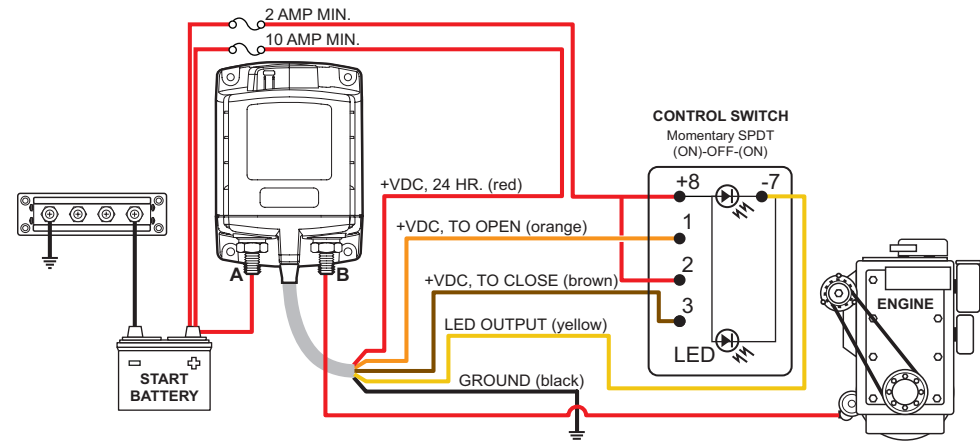 2 AMP MIN.
10 AMP MIN.
CONTROL SWITCH
Momentary SPDT
(ON)-OFF-(ON)
+8
-7
+VDC, 24 HR. (red)
1
+VDC, TO OPEN (orange)
2
A
B
+VDC, TO CLOSE (brown)
3
ENGINE
LED OUTPUT (yellow)
LED
GROUND (black)
- +
START
BATTERY